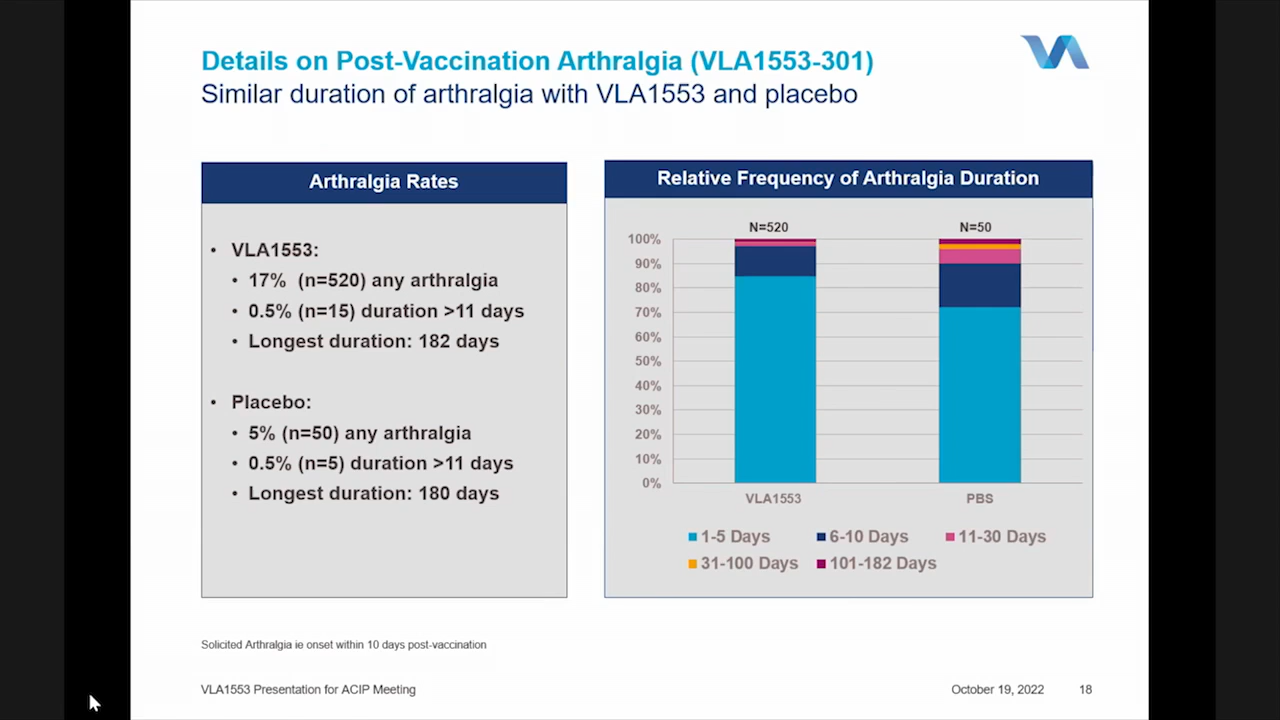 Details on Post-Vaccination Arthralgia (VLA1553-301)
Similar duration of arthralgia with VLA1553 and placebo
Arthralgia Rates
• VLA1553:
• 17% (n=520) any arthralgia
• 0.5% (n=15) duration >11 days
• Longest duration: 182 days
• Placebo:
• 5% (n=50) any arthralgia
• 0.5% (n=5) duration >11 days
• Longest duration: 180 days
Relative Frequency of Arthralgia Duration
N=520 N=50
100%
90%
80%
70%
60%
50%
40%
30%
20%
10%
0%
VLA1553 PBS
1-5 Days 6-10 Days 11-30 Days
31-100 Days 101-182 Days
Solicited Arthralgia ie onset within 10 days post-vaccination
VLA1553 Presentation for ACIP Meeting October 19, 2022 18